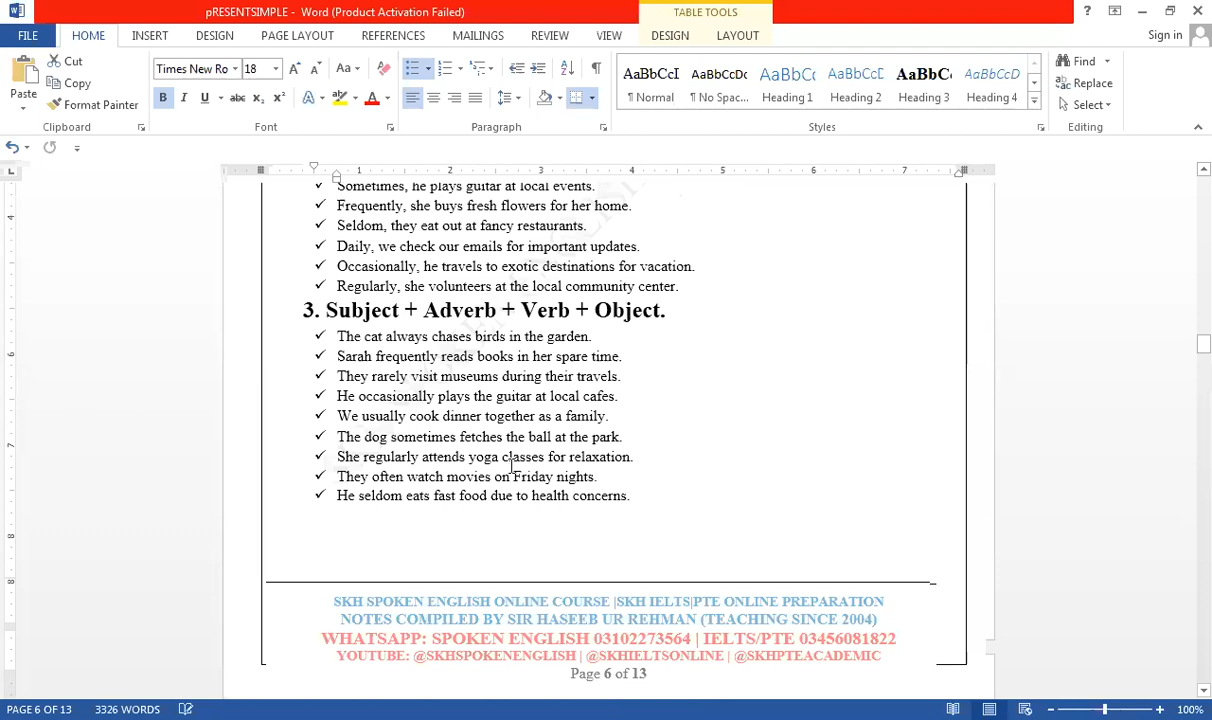 pRESENTSIMPLE - Word (Product Activation Failed)
TABLE TOOLS
FILE HOME INSERT DESIGN PAGE LAYOUT REFERENCES MAILINGS REVIEW VIEW DESIGN LAYOUT Sign in
Paste
Cut
Copy
Format Painter
Clipboard
Times New Ro 18
Font
Paragraph
AaBbCcI AaBbCcDc AaBbC AaBbCcD AaBbC AaBbCcD
¶ Normal ¶ No Spac... Heading 1 Heading 2 Heading 3 Heading 4
Styles
Find
Replace
Select
Editing
1 2 3 4 5 6 7
Sometimes, he plays guitar at local events.
✓ Frequently, she buys fresh flowers for her home.
✓ Seldom, they eat out at fancy restaurants.
✓ Daily, we check our emails for important updates.
✓ Occasionally, he travels to exotic destinations for vacation.
✓ Regularly, she volunteers at the local community center.
3. Subject + Adverb + Verb + Object.
✓ The cat always chases birds in the garden.
✓ Sarah frequently reads books in her spare time.
✓ They rarely visit museums during their travels.
✓ He occasionally plays the guitar at local cafes.
✓ We usually cook dinner together as a family.
✓ The dog sometimes fetches the ball at the park.
✓ She regularly attends yoga classes for relaxation.
✓ They often watch movies on Friday nights.
✓ He seldom eats fast food due to health concerns.
SKH SPOKEN ENGLISH ONLINE COURSE |SKH IELTS|PTE ONLINE PREPARATION
NOTES COMPILED BY SIR HASEEB UR REHMAN (TEACHING SINCE 2004)
WHATSAPP: SPOKEN ENGLISH 03102273564 | IELTS/PTE 03456081822
YOUTUBE: @SKHSPOKENENGLISH | @SKHIELTSONLINE | @SKHPTEACADEMIC
Page 6 of 13
PAGE 6 OF 13 3326 WORDS 100%